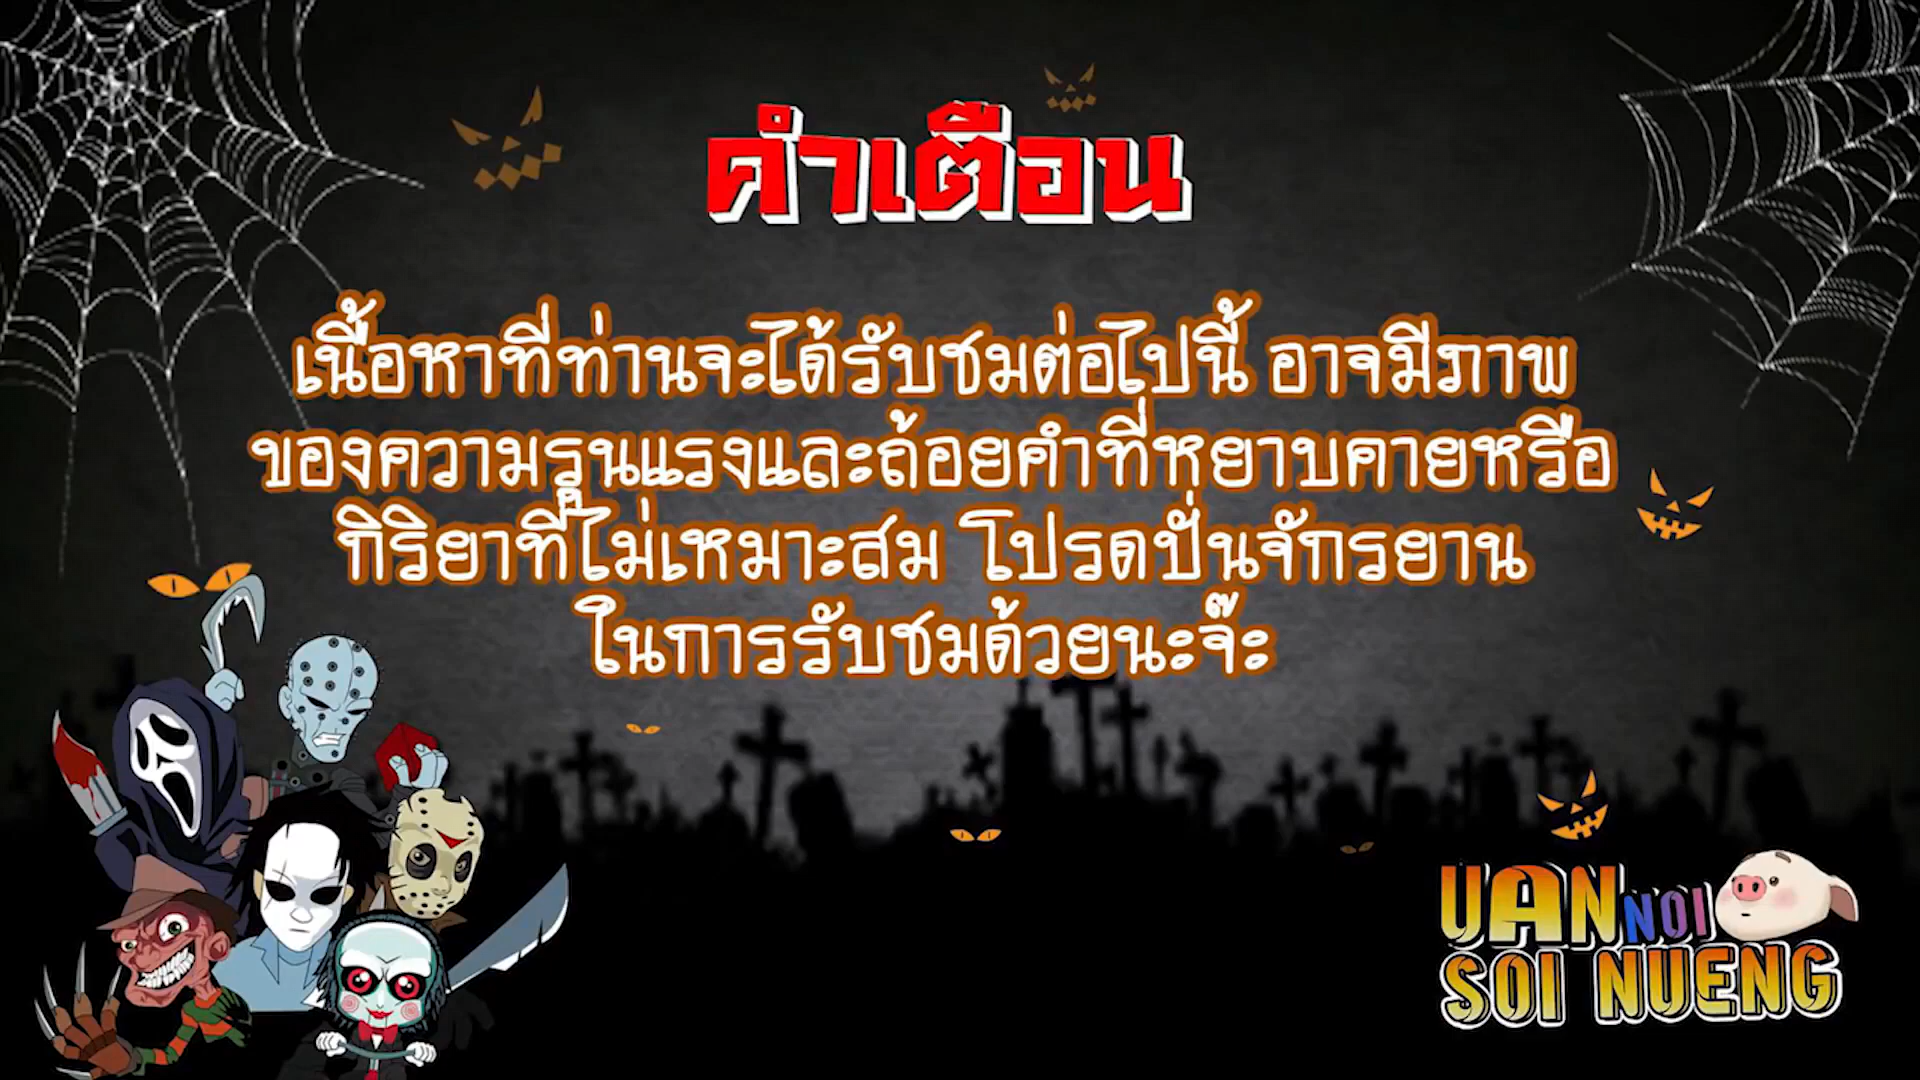 คำเตือน
เนื้อหาที่ท่านจะได้รับชมต่อไปนี้ อาจมีภาพ
ของความรุนแรงและถ้อยคำที่หยาบคายหรือ
กิริยาที่ไม่เหมาะสม โปรดปั่นจักรยาน
ในการรับชมด้วยนะจ๊ะ
UAN NOI
SOI NUENG